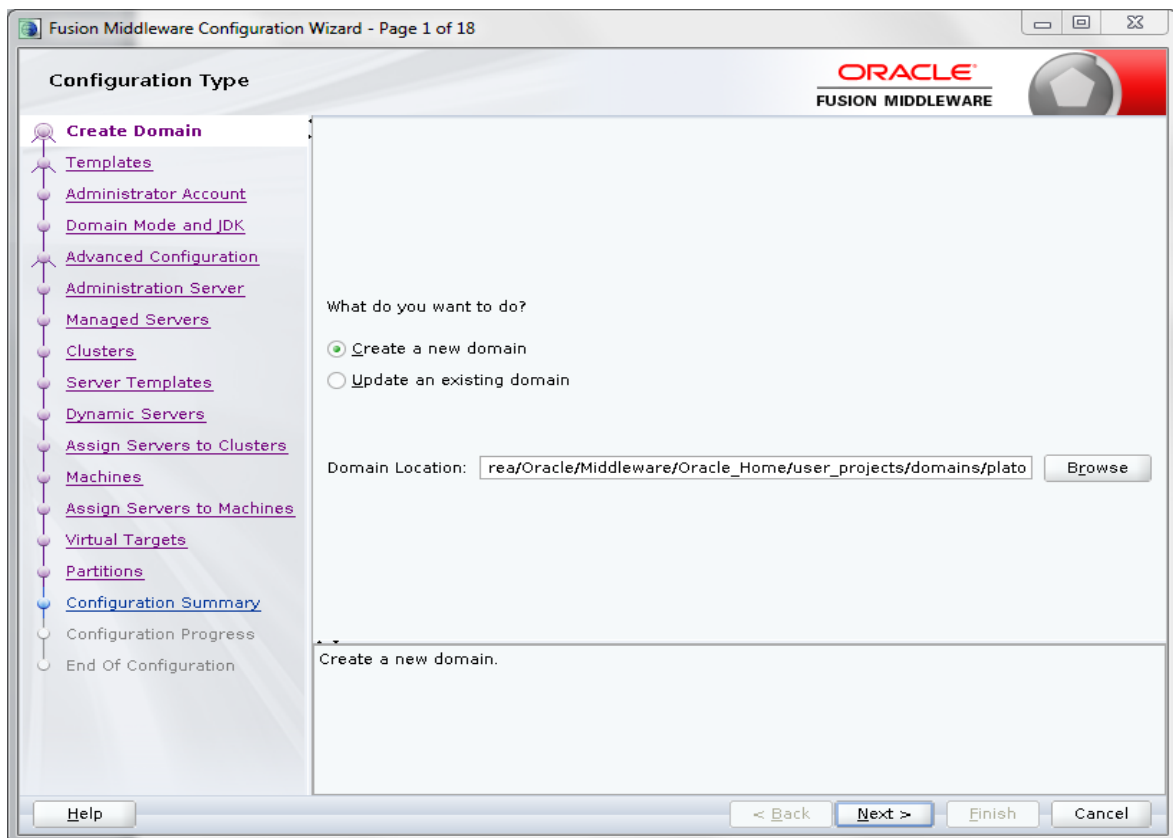 Fusion Middleware Configuration Wizard - Page 1 of 18
Configuration Type
ORACLE
FUSION MIDDLEWARE
Create Domain
Templates
Administrator Account
Domain Mode and JDK
Advanced Configuration
Administration Server
Managed Servers
Clusters
Server Templates
Dynamic Servers
Assign Servers to Clusters
Machines
Assign Servers to Machines
Virtual Targets
Partitions
Configuration Summary
Configuration Progress
End Of Configuration
What do you want to do?
Create a new domain
Update an existing domain
Domain Location: rea/Oracle/Middleware/Oracle_Home/user_projects/domains/plato Browse
Create a new domain.
Help < Back Next > Finish Cancel